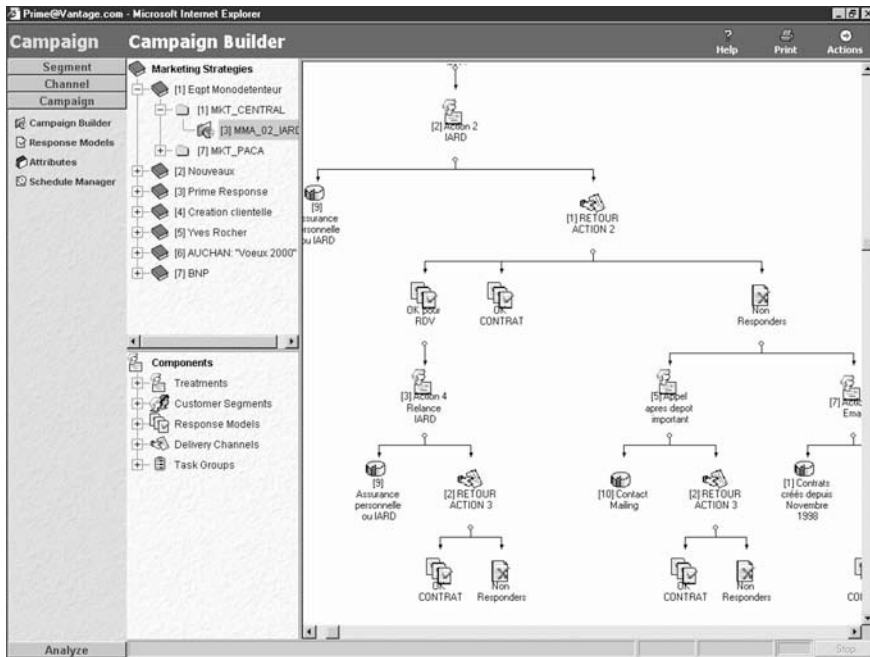 Prime@Vantage.com - Microsoft Internet Explorer
Campaign
Campaign Builder
Help
Print
Actions
Segment
Channel
Campaign
Campaign Builder
Response Models
Attributes
Schedule Manager
Analyze
Marketing Strategies
[1] Eqpt Monodetenteur
[1] MKT_CENTRAL
[3] MMA_02_IARD
[7] MKT_PACA
[2] Nouveaux
[3] Prime Response
[4] Creation clientelle
[5] Yves Rocher
[6] AUCHAN: "Voeux 2000"
[7] BNP
Components
Treatments
Customer Segments
Response Models
Delivery Channels
Task Groups
[2] Action 2
IARD
[9]
ssurance
rsonnelle
ou IARD
[1] RETOUR
ACTION 2
OK pour
RDV
OK
CONTRAT
Non
Responders
[3] Action 4
Relance
IARD
[5] Appel
apres depot
important
[7] Actio
Ema
[9]
Assurance
personnelle
ou IARD
[2] RETOUR
ACTION 3
[10] Contact
Mailing
[2] RETOUR
ACTION 3
[1] Contrats
créés depuis
Novembre
1998
OK
CONTRAT
Non
Responders
OK
CONTRAT
Non
Responders
CO
Stop